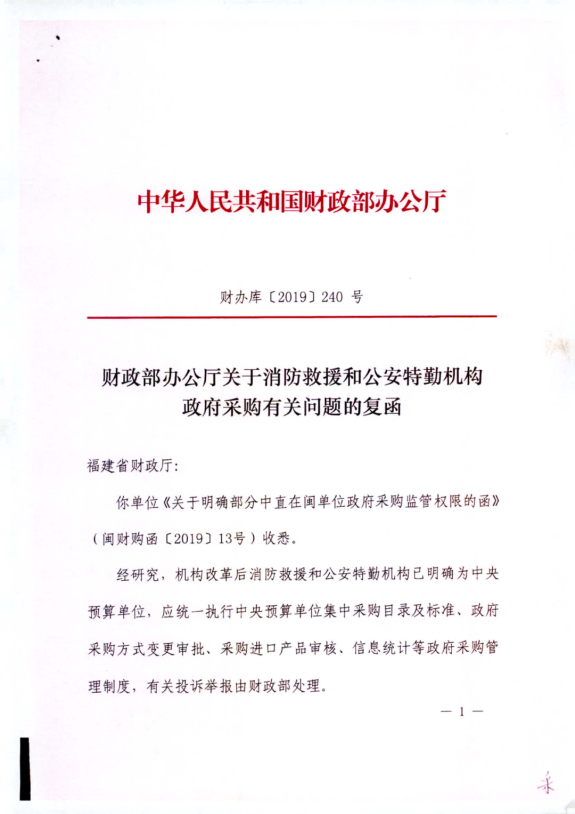 中华人民共和国财政部办公厅
财办库〔2019〕240 号
财政部办公厅关于消防救援和公安特勤机构
政府采购有关问题的复函
福建省财政厅：
你单位《关于明确部分中直在闽单位政府采购监管权限的函》
（闽财购函〔2019〕13号）收悉。
经研究，机构改革后消防救援和公安特勤机构已明确为中央
预算单位，应统一执行中央预算单位集中采购目录及标准、政府
采购方式变更审批、采购进口产品审核、信息统计等政府采购管
理制度，有关投诉举报由财政部处理。
— 1 —